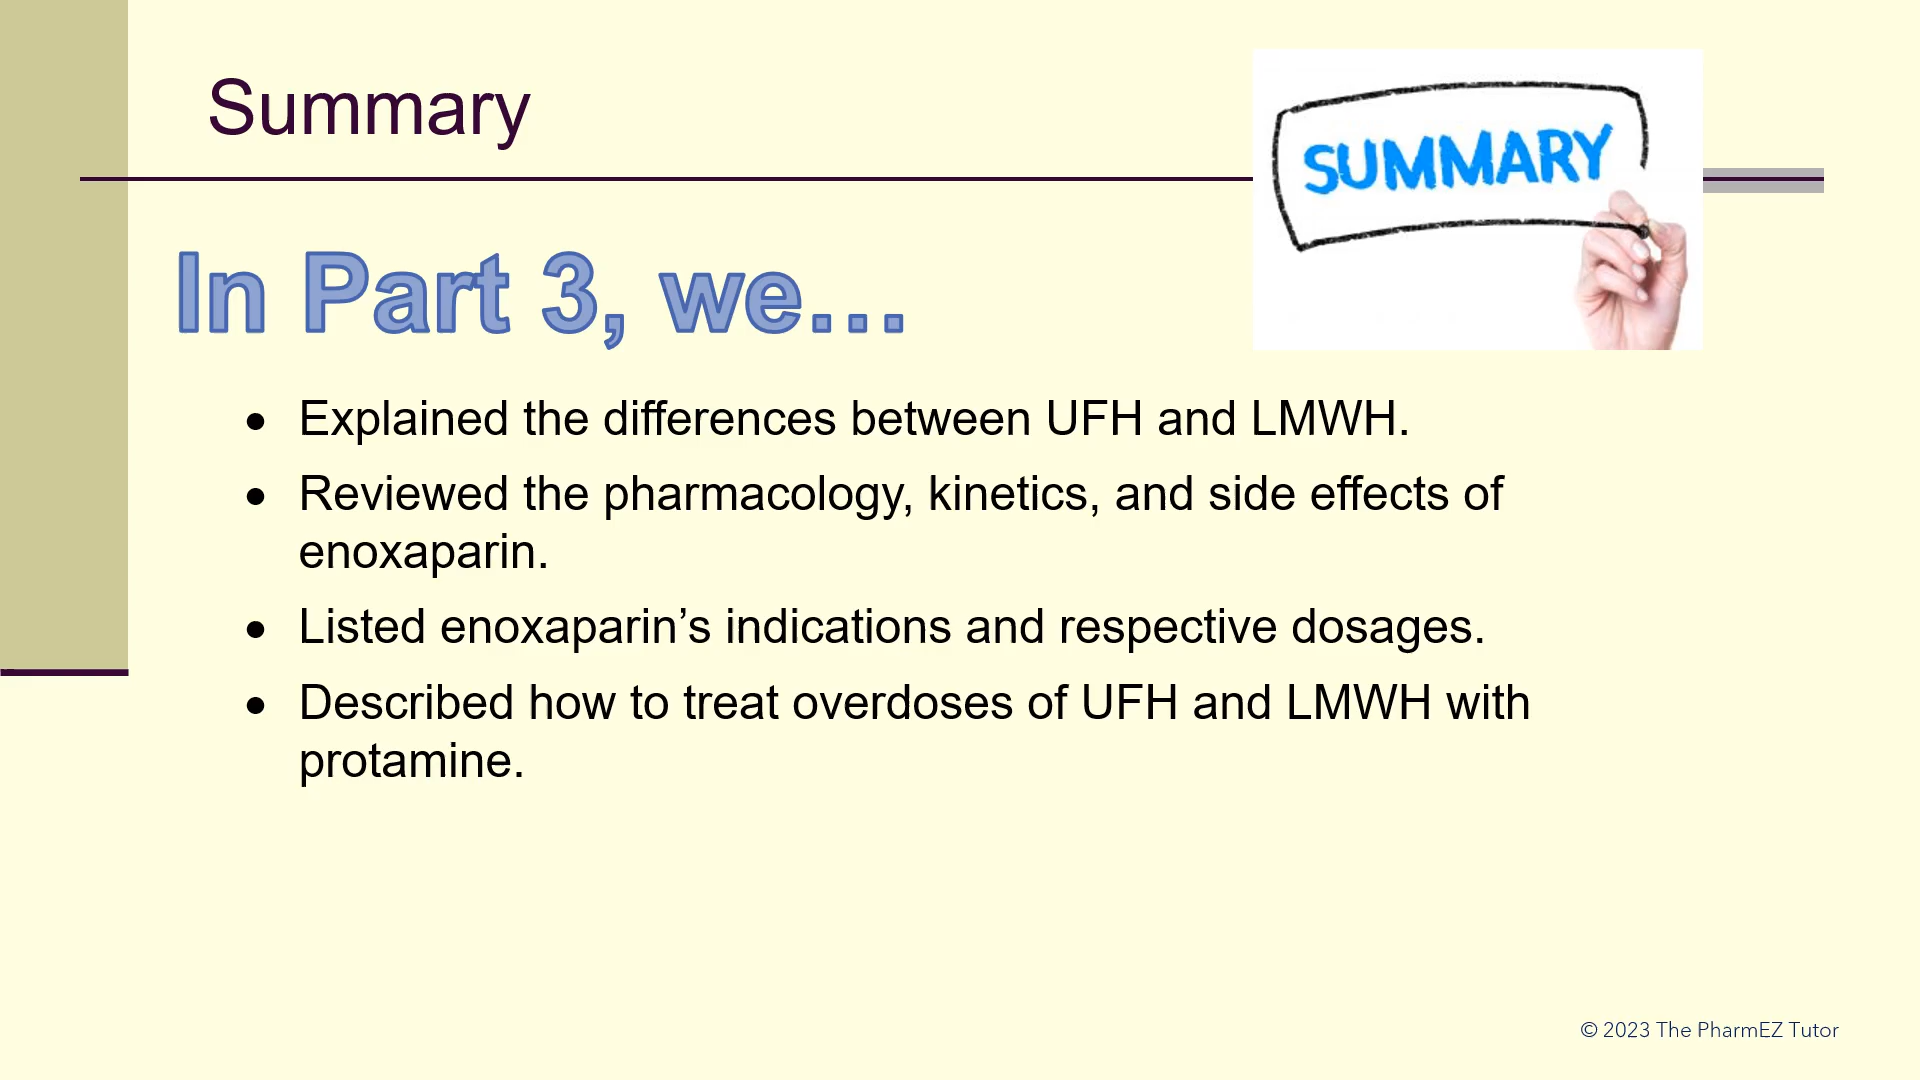 Summary
SUMMARY
In Part 3, we…
• Explained the differences between UFH and LMWH.
• Reviewed the pharmacology, kinetics, and side effects of
enoxaparin.
• Listed enoxaparin’s indications and respective dosages.
• Described how to treat overdoses of UFH and LMWH with
protamine.
© 2023 The PharmEZ Tutor